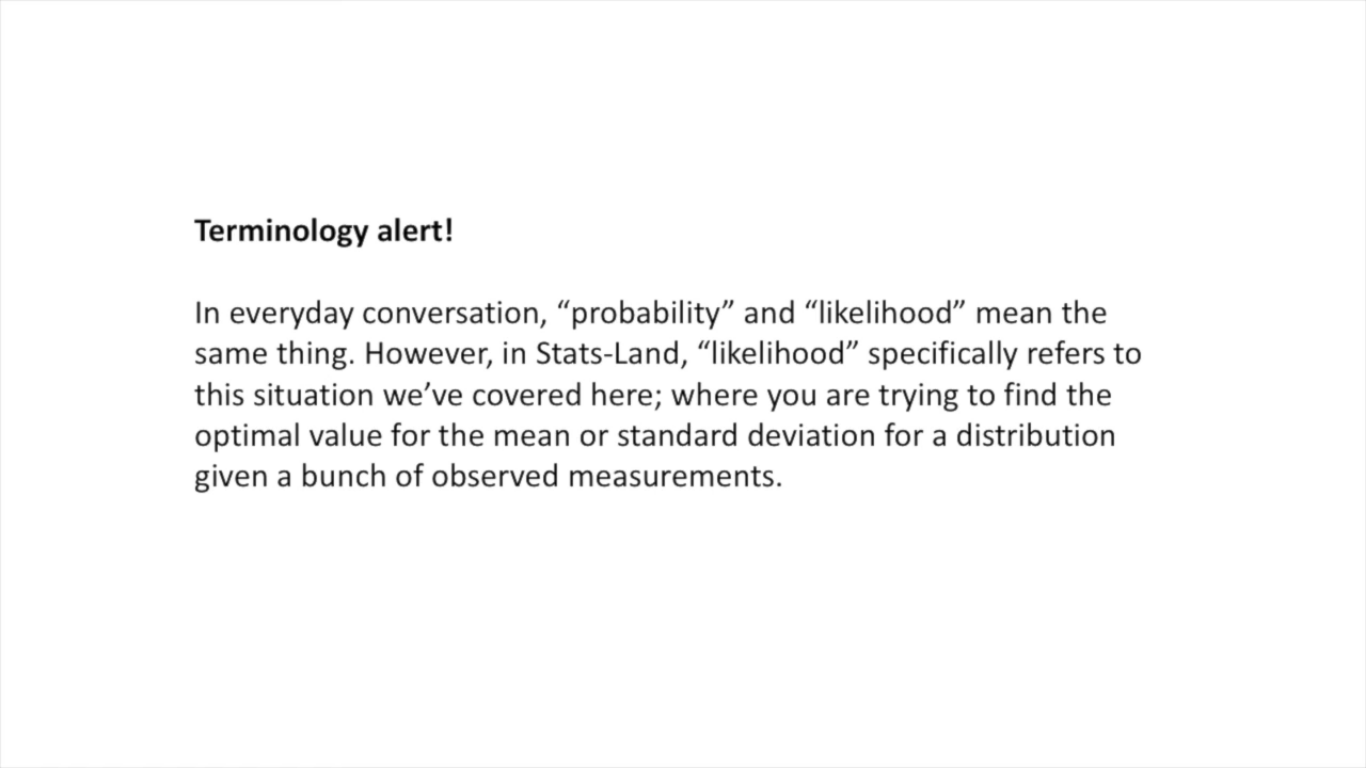 Terminology alert!
In everyday conversation, “probability” and “likelihood” mean the
same thing. However, in Stats-Land, “likelihood” specifically refers to
this situation we’ve covered here; where you are trying to find the
optimal value for the mean or standard deviation for a distribution
given a bunch of observed measurements.